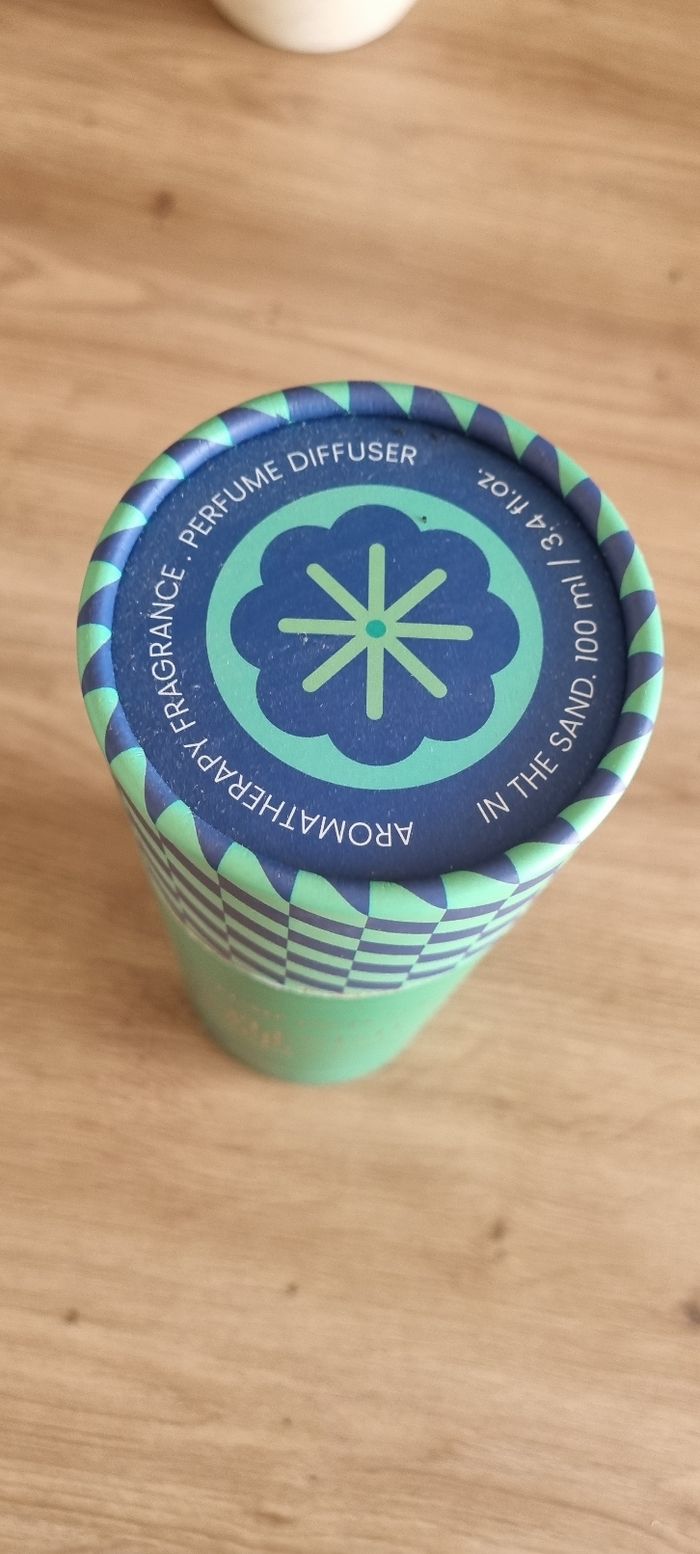 AROMATHERAPY FRAGRANCE . PERFUME DIFFUSER
IN THE SAND. 100 ml / 3,4 fl.oz.